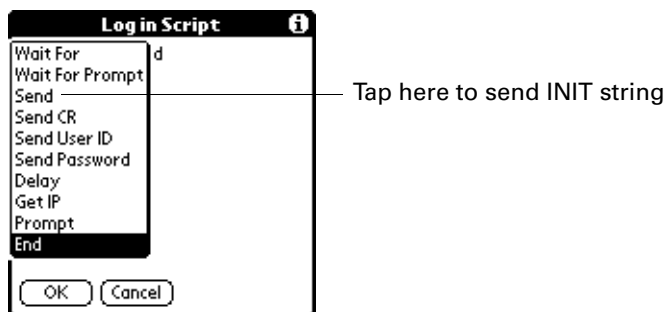 Log in Script i
Wait For d
Wait For Prompt
Send
Tap here to send INIT string
Send CR
Send User ID
Send Password
Delay
Get IP
Prompt
End
OK Cancel